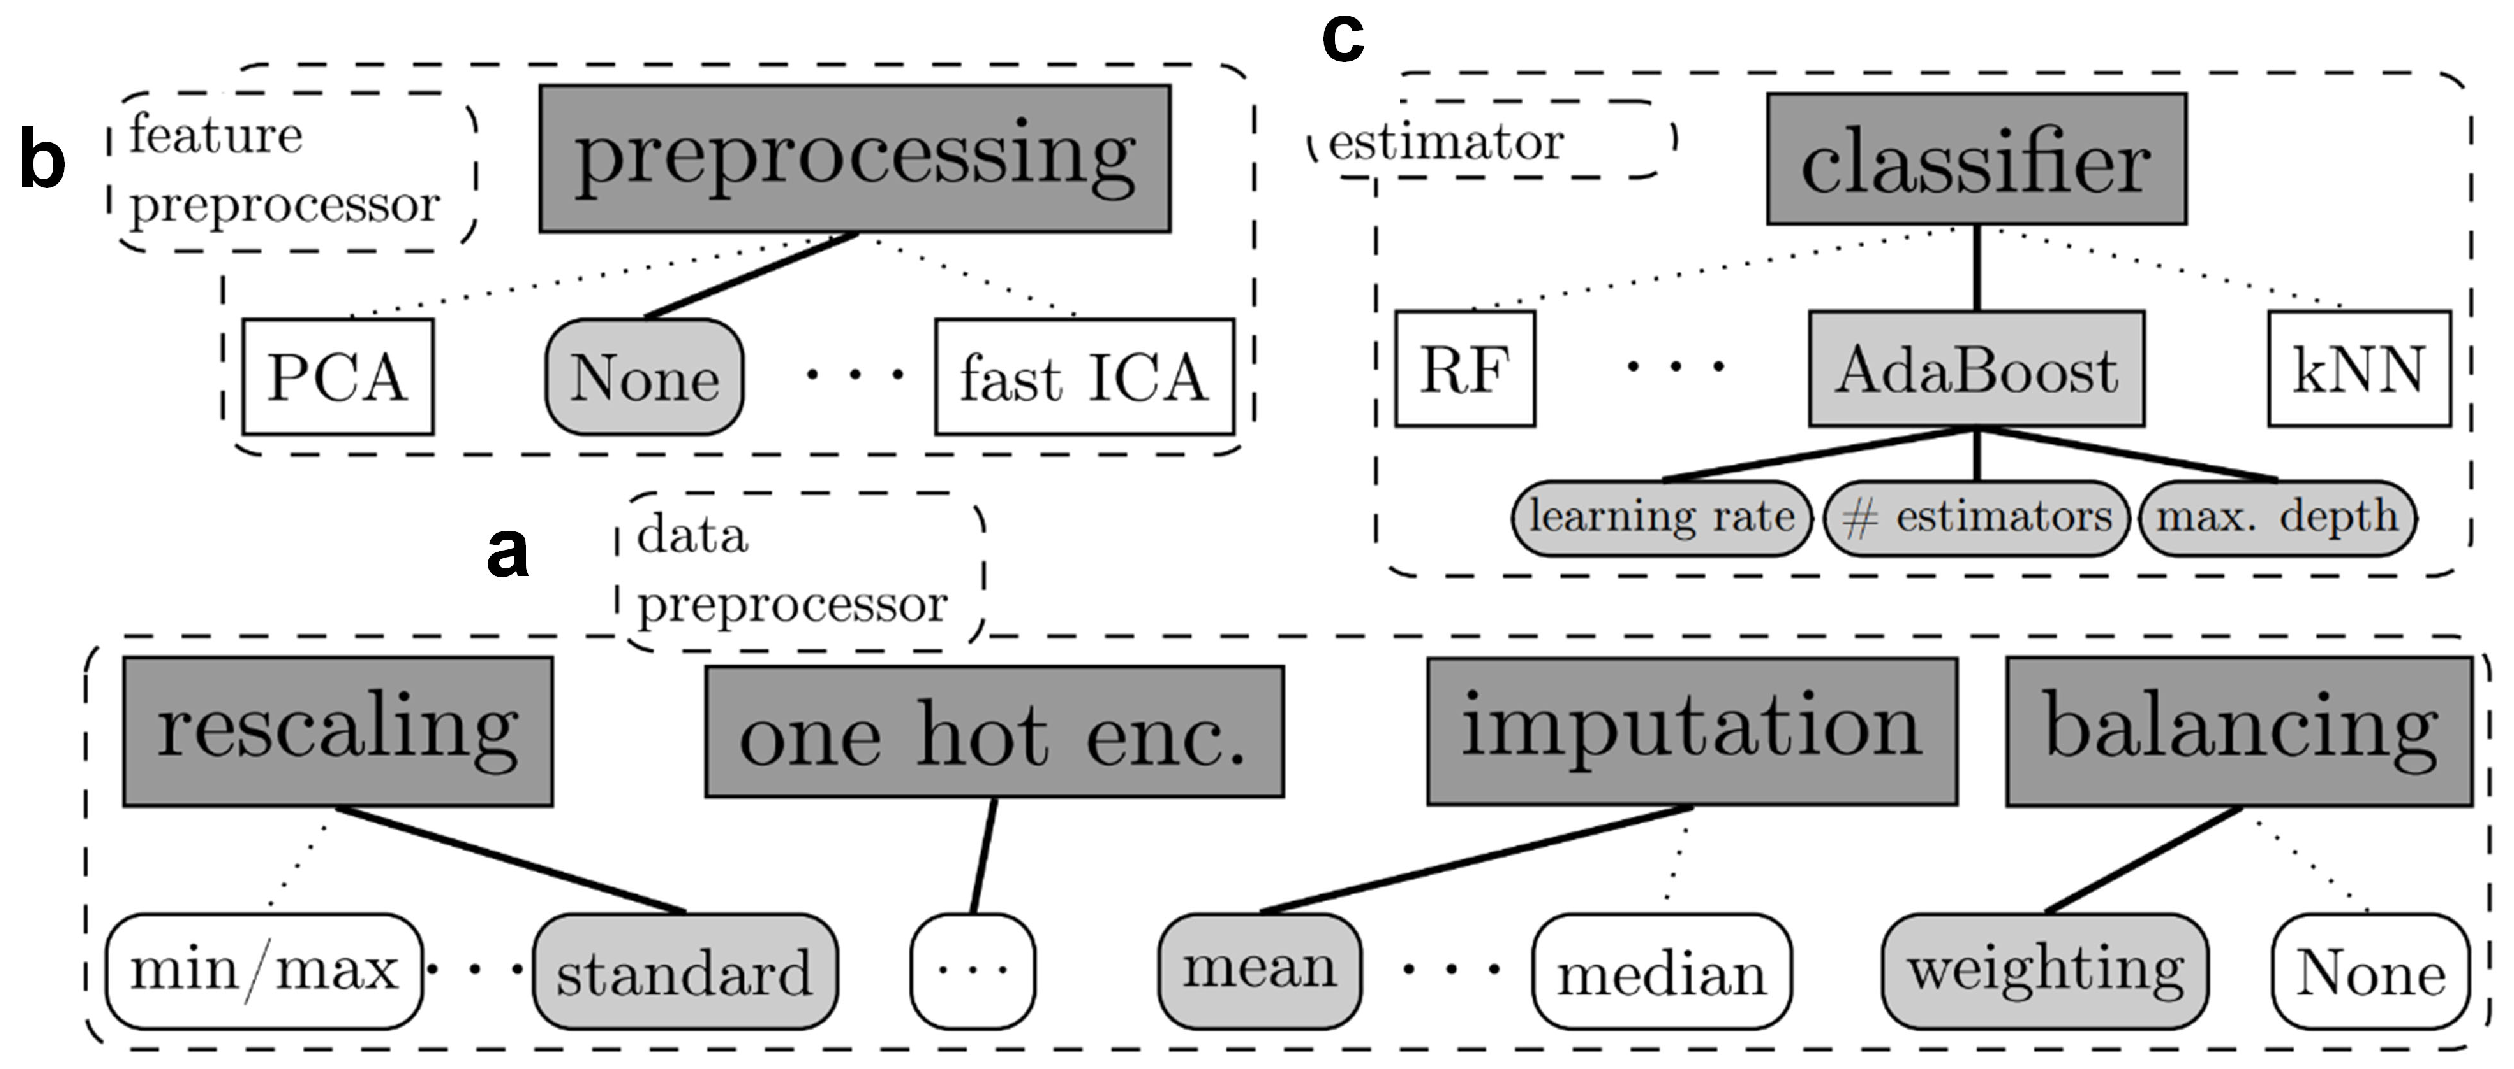 c
b
feature
preprocessor
preprocessing
PCA
None
...
fast ICA
estimator
classifier
RF
...
AdaBoost
kNN
learning rate
# estimators
max. depth
a
data
preprocessor
rescaling
one hot enc.
imputation
balancing
min/max
...
standard
...
mean
...
median
weighting
None